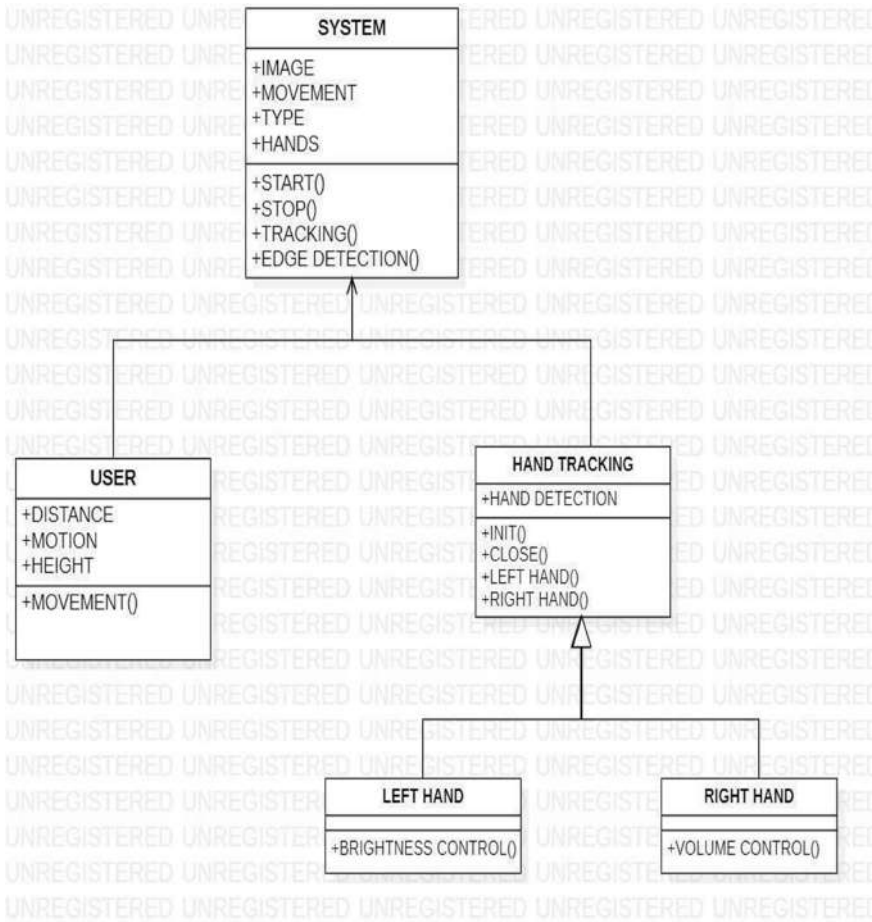 SYSTEM
+IMAGE
+MOVEMENT
+TYPE
+HANDS
+START()
+STOP()
+TRACKING()
+EDGE DETECTION()
USER
+DISTANCE
+MOTION
+HEIGHT
+MOVEMENT()
HAND TRACKING
+HAND DETECTION
+INIT()
+CLOSE()
+LEFT HAND()
+RIGHT HAND()
LEFT HAND
+BRIGHTNESS CONTROL()
RIGHT HAND
+VOLUME CONTROL()
UNREGISTERED